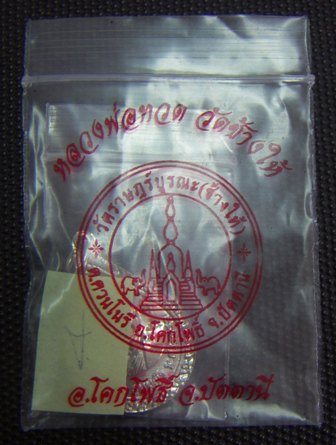 หลวงพ่อทวด วัดช้างให้
วัดราษฎร์บูรณะ(ช้างให้)
ต.ควนโนรี อ.โคกโพธิ์ จ.ปัตตานี
อ.โคกโพธิ์ จ.ปัตตานี